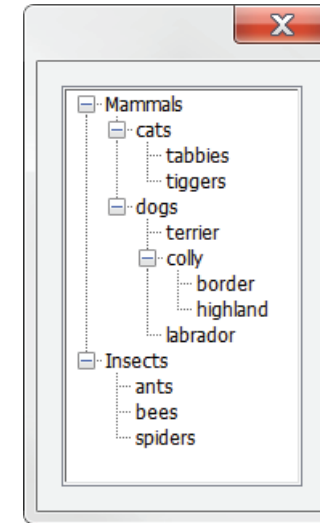 Mammals
cats
tabbies
tiggers
dogs
terrier
colly
border
highland
labrador
Insects
ants
bees
spiders